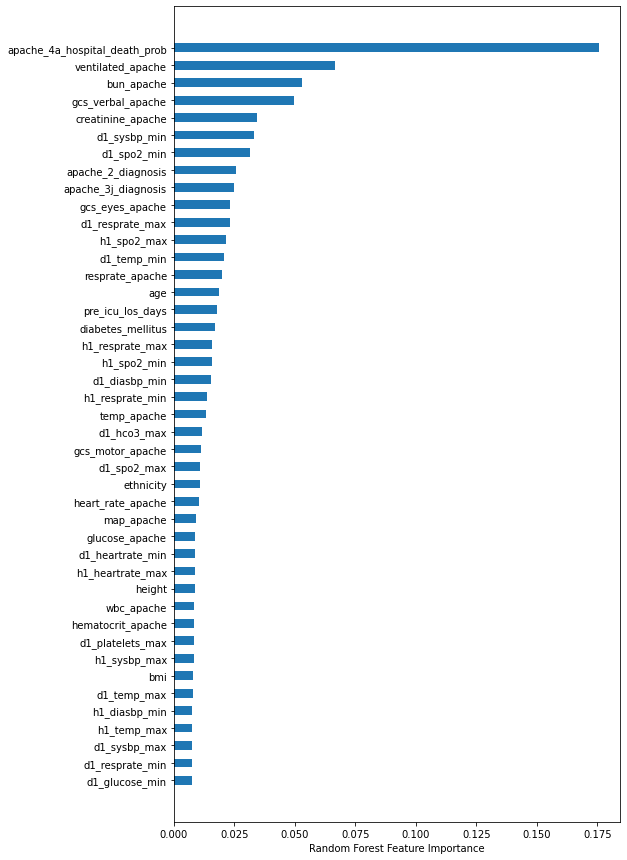 apache_4a_hospital_death_prob
ventilated_apache
bun_apache
gcs_verbal_apache
creatinine_apache
d1_sysbp_min
d1_spo2_min
apache_2_diagnosis
apache_3j_diagnosis
gcs_eyes_apache
d1_resprate_max
h1_spo2_max
d1_temp_min
resprate_apache
age
pre_icu_los_days
diabetes_mellitus
h1_resprate_max
h1_spo2_min
d1_diasbp_min
h1_resprate_min
temp_apache
d1_hco3_max
gcs_motor_apache
d1_spo2_max
ethnicity
heart_rate_apache
map_apache
glucose_apache
d1_heartrate_min
h1_heartrate_max
height
wbc_apache
hematocrit_apache
d1_platelets_max
h1_sysbp_max
bmi
d1_temp_max
h1_diasbp_min
h1_temp_max
d1_sysbp_max
d1_resprate_min
d1_glucose_min
0.000 0.025 0.050 0.075 0.100 0.125 0.150 0.175
Random Forest Feature Importance